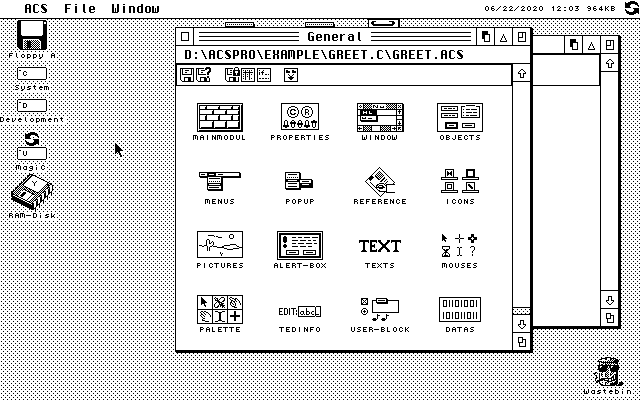 ACS File Window 06/22/2020 12:03 964KB
General
D:\ACSPRO\EXAMPLE\GREET.C\GREET.ACS
Floppy A
C
System
D
Development
V
Magic
RAM-Disk
MAINMODUL PROPERTIES WINDOW OBJECTS
MENUS POPUP REFERENCE ICONS
TEXT
PICTURES ALERT-BOX TEXTS MOUSES
EDIT:abc
PALETTE TEDINFO USER-BLOCK DATAS
Wastebin